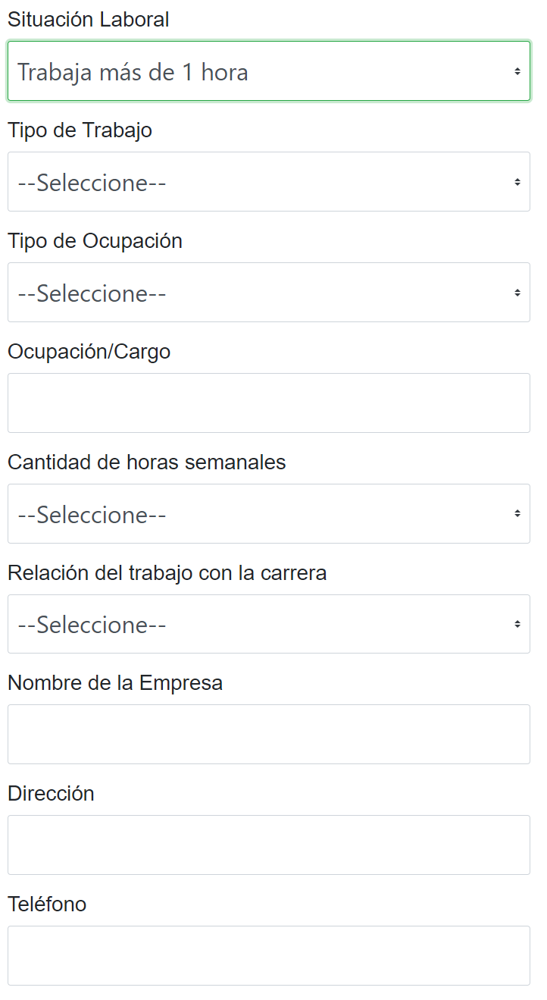 Situación Laboral
Trabaja más de 1 hora
Tipo de Trabajo
--Seleccione--
Tipo de Ocupación
--Seleccione--
Ocupación/Cargo
Cantidad de horas semanales
--Seleccione--
Relación del trabajo con la carrera
--Seleccione--
Nombre de la Empresa
Dirección
Teléfono